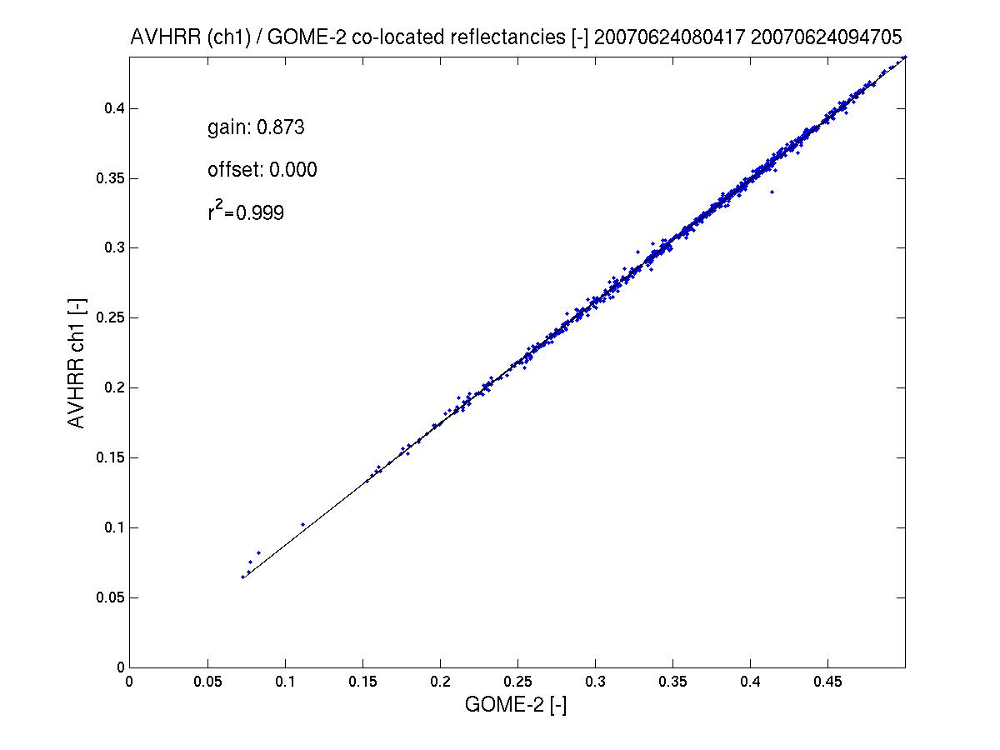 AVHRR (ch1) / GOME-2 co-located reflectancies [-] 20070624080417 20070624094705
gain: 0.873
offset: 0.000
r²=0.999
AVHRR ch1 [-]
0.4
0.35
0.3
0.25
0.2
0.15
0.1
0.05
0
0 0.05 0.1 0.15 0.2 0.25 0.3 0.35 0.4 0.45
GOME-2 [-]